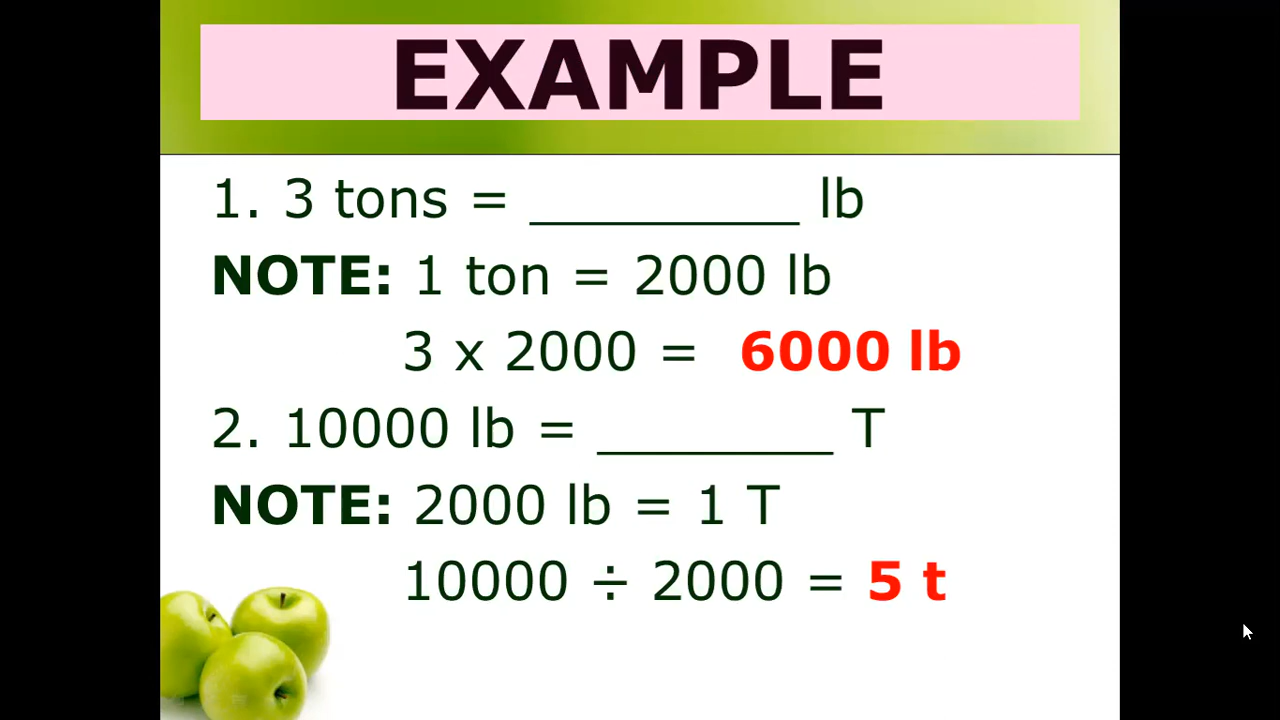 EXAMPLE
1. 3 tons = __________ lb
NOTE: 1 ton = 2000 lb
3 x 2000 = 6000 lb
2. 10000 lb = _________ T
NOTE: 2000 lb = 1 T
10000 ÷ 2000 = 5 t